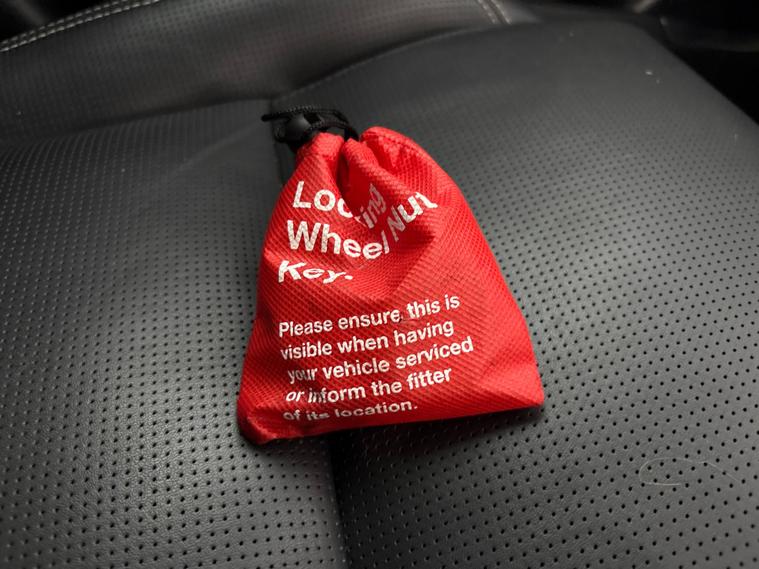 Locking
Wheel Nut
Key.
Please ensure this is
visible when having
your vehicle serviced
or inform the fitter
of its location.